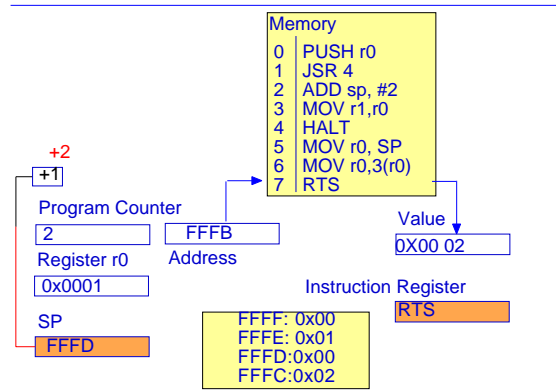 Memory
0 PUSH r0
1 JSR 4
2 ADD sp, #2
3 MOV r1,r0
4 HALT
5 MOV r0, SP
6 MOV r0,3(r0)
7 RTS
+2
+1
Program Counter
2
FFFB
Address
Value
0X00 02
Register r0
0x0001
Instruction Register
RTS
SP
FFFD
FFFF: 0x00
FFFE: 0x01
FFFD:0x00
FFFC:0x02